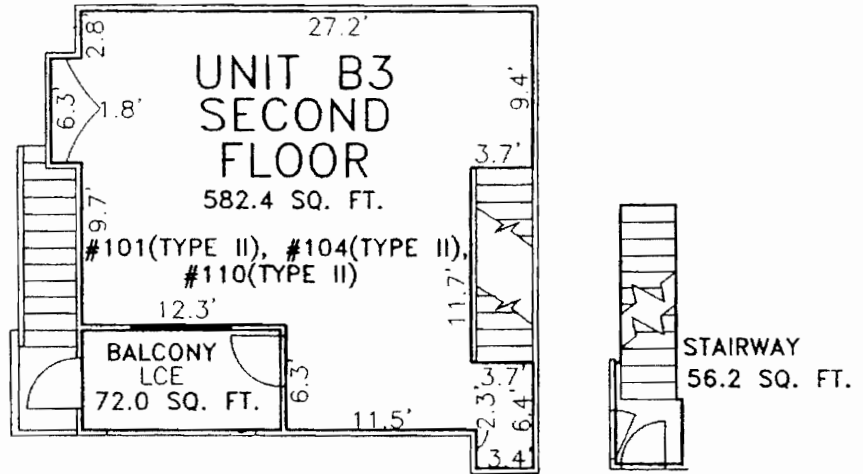 27.2'
2.8'
UNIT B3
SECOND
FLOOR
582.4 SQ. FT.
9.4'
6.3'
1.8'
3.7'
9.7'
#101(TYPE II), #104(TYPE II),
#110(TYPE II)
12.3'
11.7'
BALCONY
LCE
72.0 SQ. FT.
6.3'
3.7'
2.3'
6.4'
11.5'
3.4'
STAIRWAY
56.2 SQ. FT.